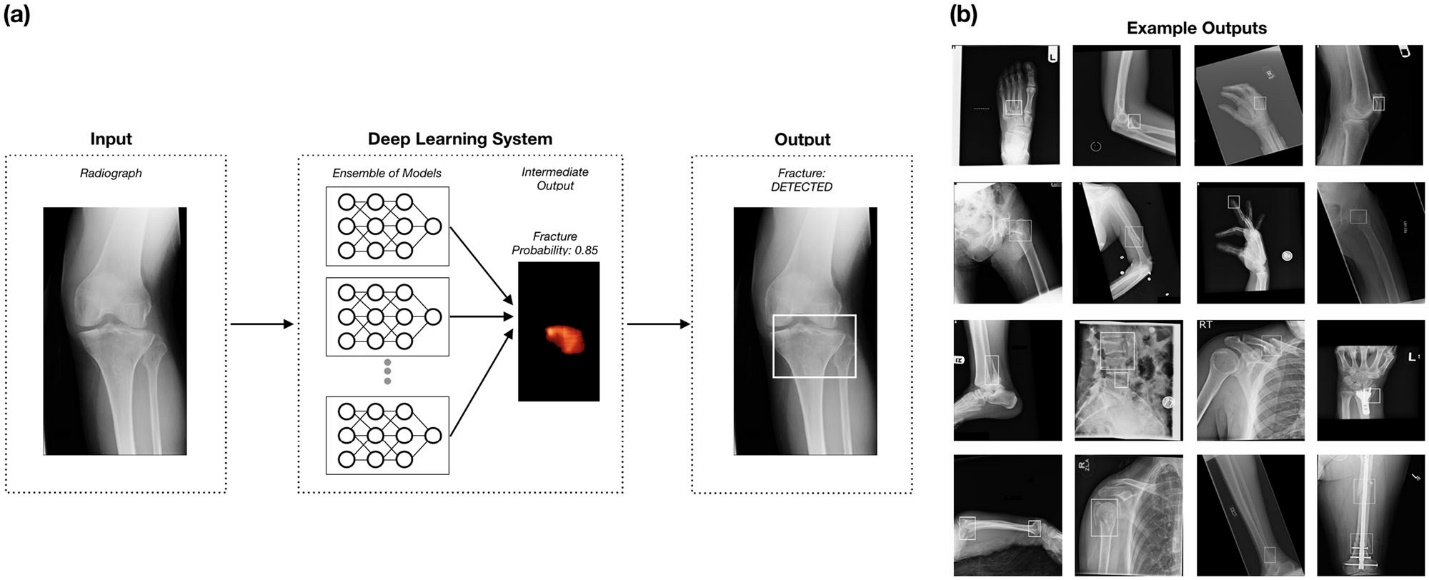 (a)
Input
Radiograph
Deep Learning System
Ensemble of Models
Intermediate
Output
Fracture
Probability: 0.85
Output
Fracture:
DETECTED
(b)
Example Outputs
L
RT
L 1
R